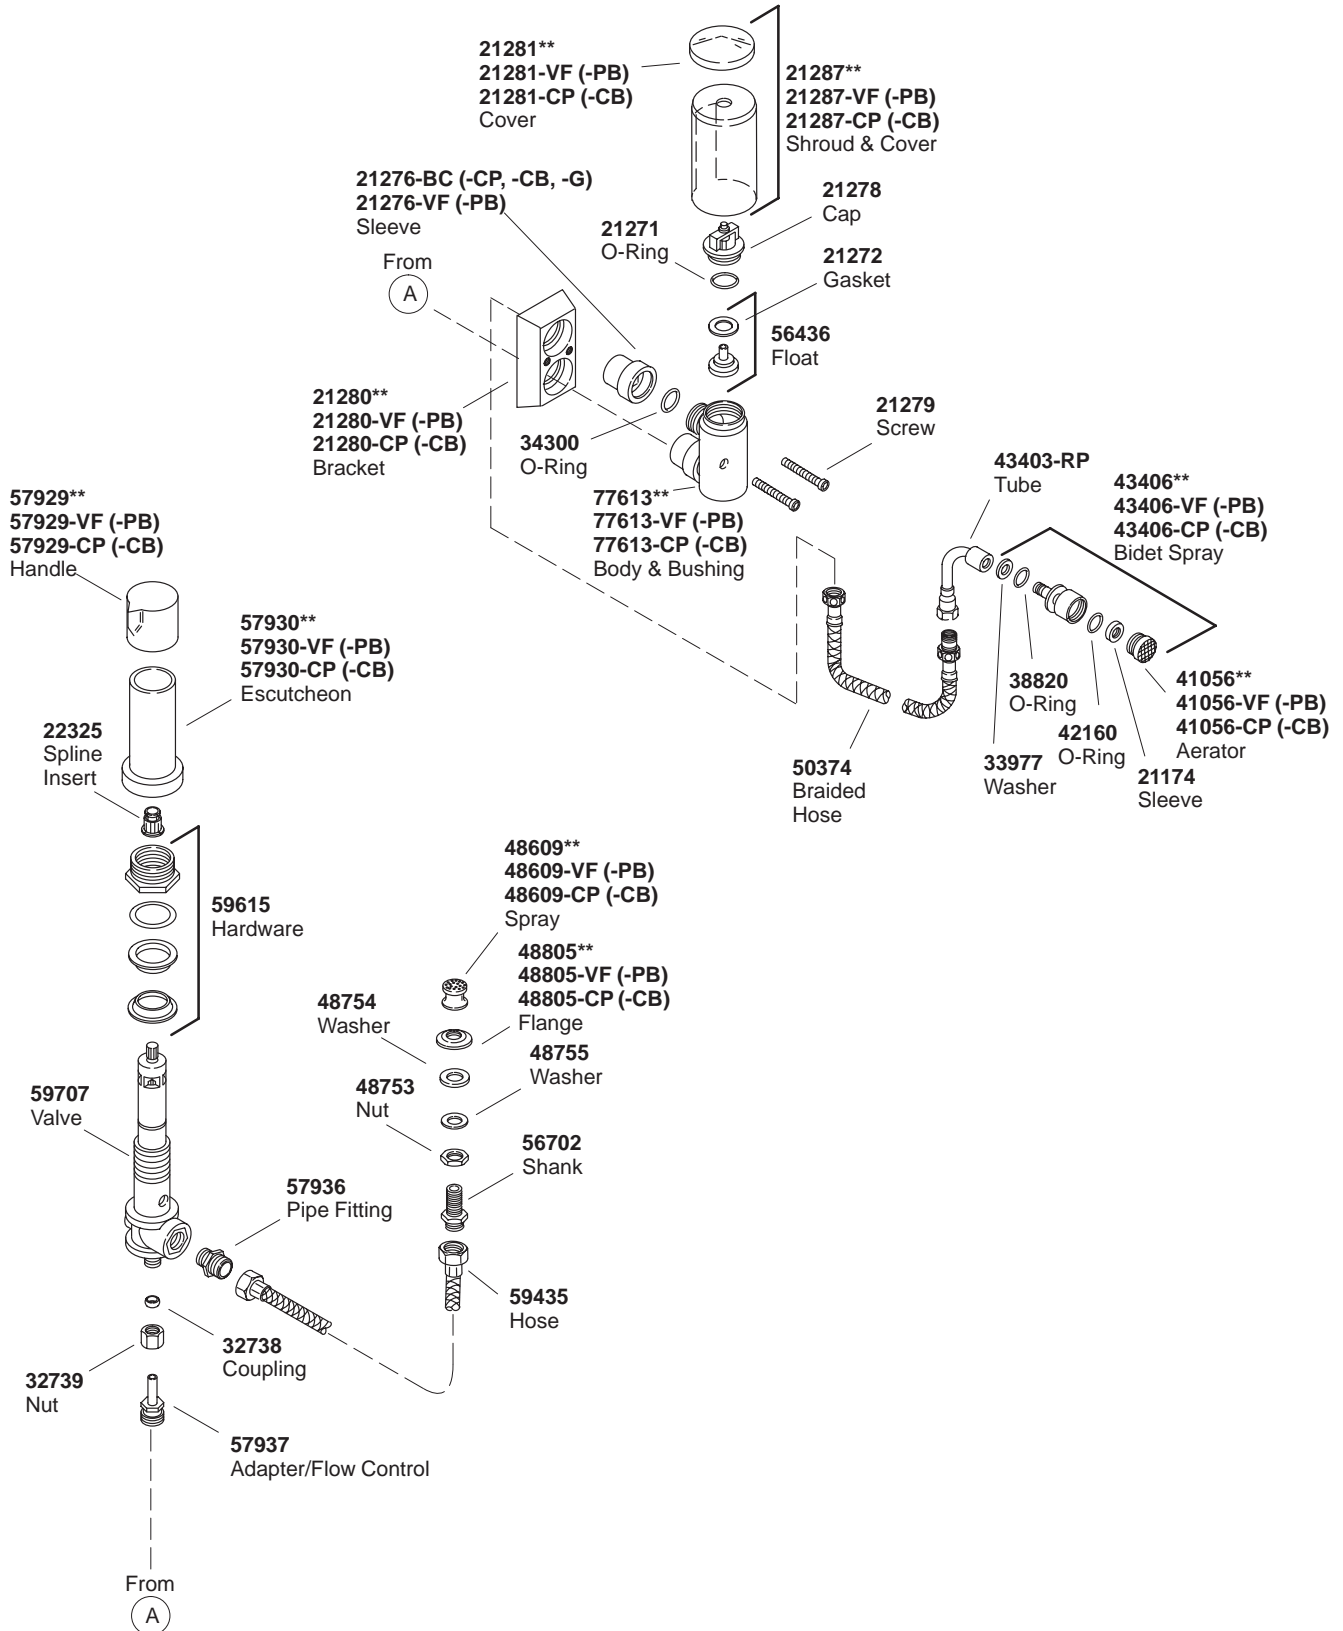 21281**
21281-VF (-PB)
21281-CP (-CB)
Cover
21287**
21287-VF (-PB)
21287-CP (-CB)
Shroud & Cover
21276-BC (-CP, -CB, -G)
21276-VF (-PB)
Sleeve
21278
Cap
21271
O-Ring
21272
Gasket
From
A
56436
Float
21280**
21280-VF (-PB)
21280-CP (-CB)
Bracket
34300
O-Ring
21279
Screw
77613**
77613-VF (-PB)
77613-CP (-CB)
Body & Bushing
43403-RP
Tube
43406**
43406-VF (-PB)
43406-CP (-CB)
Bidet Spray
57929**
57929-VF (-PB)
57929-CP (-CB)
Handle
57930**
57930-VF (-PB)
57930-CP (-CB)
Escutcheon
38820
O-Ring
41056**
41056-VF (-PB)
41056-CP (-CB)
Aerator
42160
O-Ring
22325
Spline
Insert
50374
Braided
Hose
33977
Washer
21174
Sleeve
48609**
48609-VF (-PB)
48609-CP (-CB)
Spray
59615
Hardware
48805**
48805-VF (-PB)
48805-CP (-CB)
Flange
48754
Washer
48755
Washer
48753
Nut
59707
Valve
56702
Shank
57936
Pipe Fitting
59435
Hose
32738
Coupling
32739
Nut
57937
Adapter/Flow Control
From
A